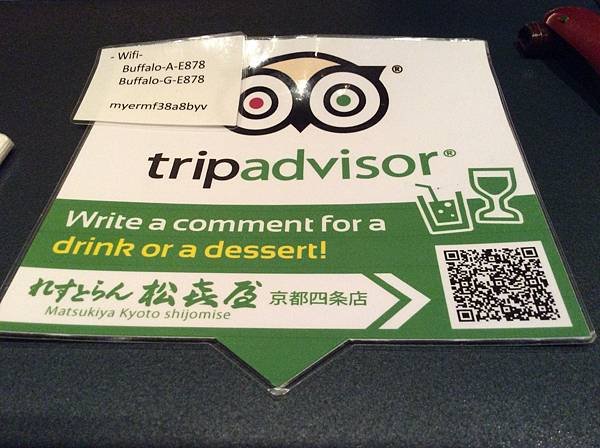 - Wifi-
Buffalo-A-E878
Buffalo-G-E878
myermf38a8byv
®
tripadvisor®
Write a comment for a
drink or a dessert!
れすとらん 松㐂屋 京都四条店
Matsukiya Kyoto shijomise